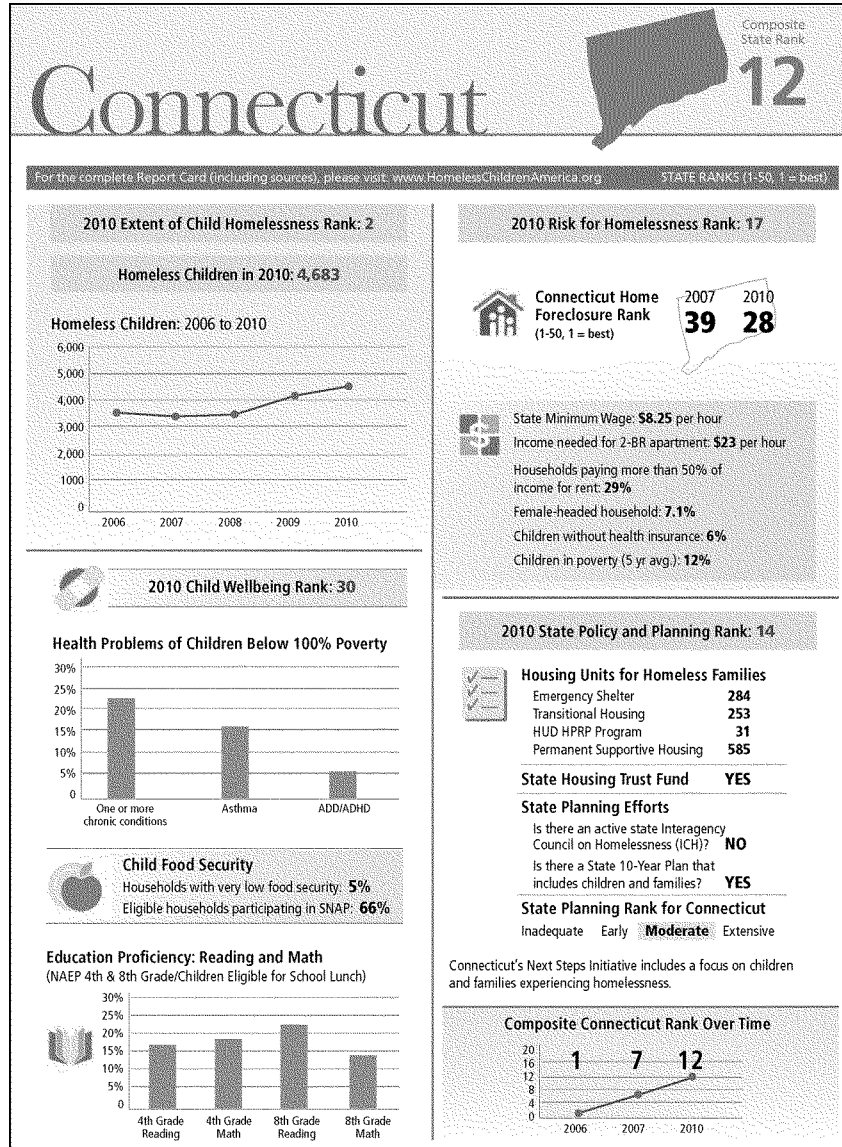 Connecticut
Composite
State Rank
12
For the complete Report Card (including sources), please visit: www.HomelessChildrenAmerica.org
STATE RANKS (1-50, 1 = best)
2010 Extent of Child Homelessness Rank: 2
Homeless Children in 2010: 4,683
Homeless Children: 2006 to 2010
6,000
5,000
4,000
3,000
2,000
1000
0
2006 2007 2008 2009 2010
2010 Child Wellbeing Rank: 30
Health Problems of Children Below 100% Poverty
30%
25%
20%
15%
10%
5%
0
One or more
chronic conditions
Asthma
ADD/ADHD
Child Food Security
Households with very low food security: 5%
Eligible households participating in SNAP: 66%
Education Proficiency: Reading and Math
(NAEP 4th & 8th Grade/Children Eligible for School Lunch)
30%
25%
20%
15%
10%
5%
0
4th Grade
Reading
4th Grade
Math
8th Grade
Reading
8th Grade
Math
2010 Risk for Homelessness Rank: 17
Connecticut Home
Foreclosure Rank
(1-50, 1 = best)
2007 2010
39 28
$
State Minimum Wage: $8.25 per hour
Income needed for 2-BR apartment: $23 per hour
Households paying more than 50% of
income for rent: 29%
Female-headed household: 7.1%
Children without health insurance: 6%
Children in poverty (5 yr avg.): 12%
2010 State Policy and Planning Rank: 14
Housing Units for Homeless Families
Emergency Shelter 284
Transitional Housing 253
HUD HPRP Program 31
Permanent Supportive Housing 585
State Housing Trust Fund YES
State Planning Efforts
Is there an active state Interagency
Council on Homelessness (ICH)? NO
Is there a State 10-Year Plan that
includes children and families? YES
State Planning Rank for Connecticut
Inadequate Early Moderate Extensive
Connecticut's Next Steps Initiative includes a focus on children
and families experiencing homelessness.
Composite Connecticut Rank Over Time
20
16
12
8
4
0
1 7 12
2006 2007 2010